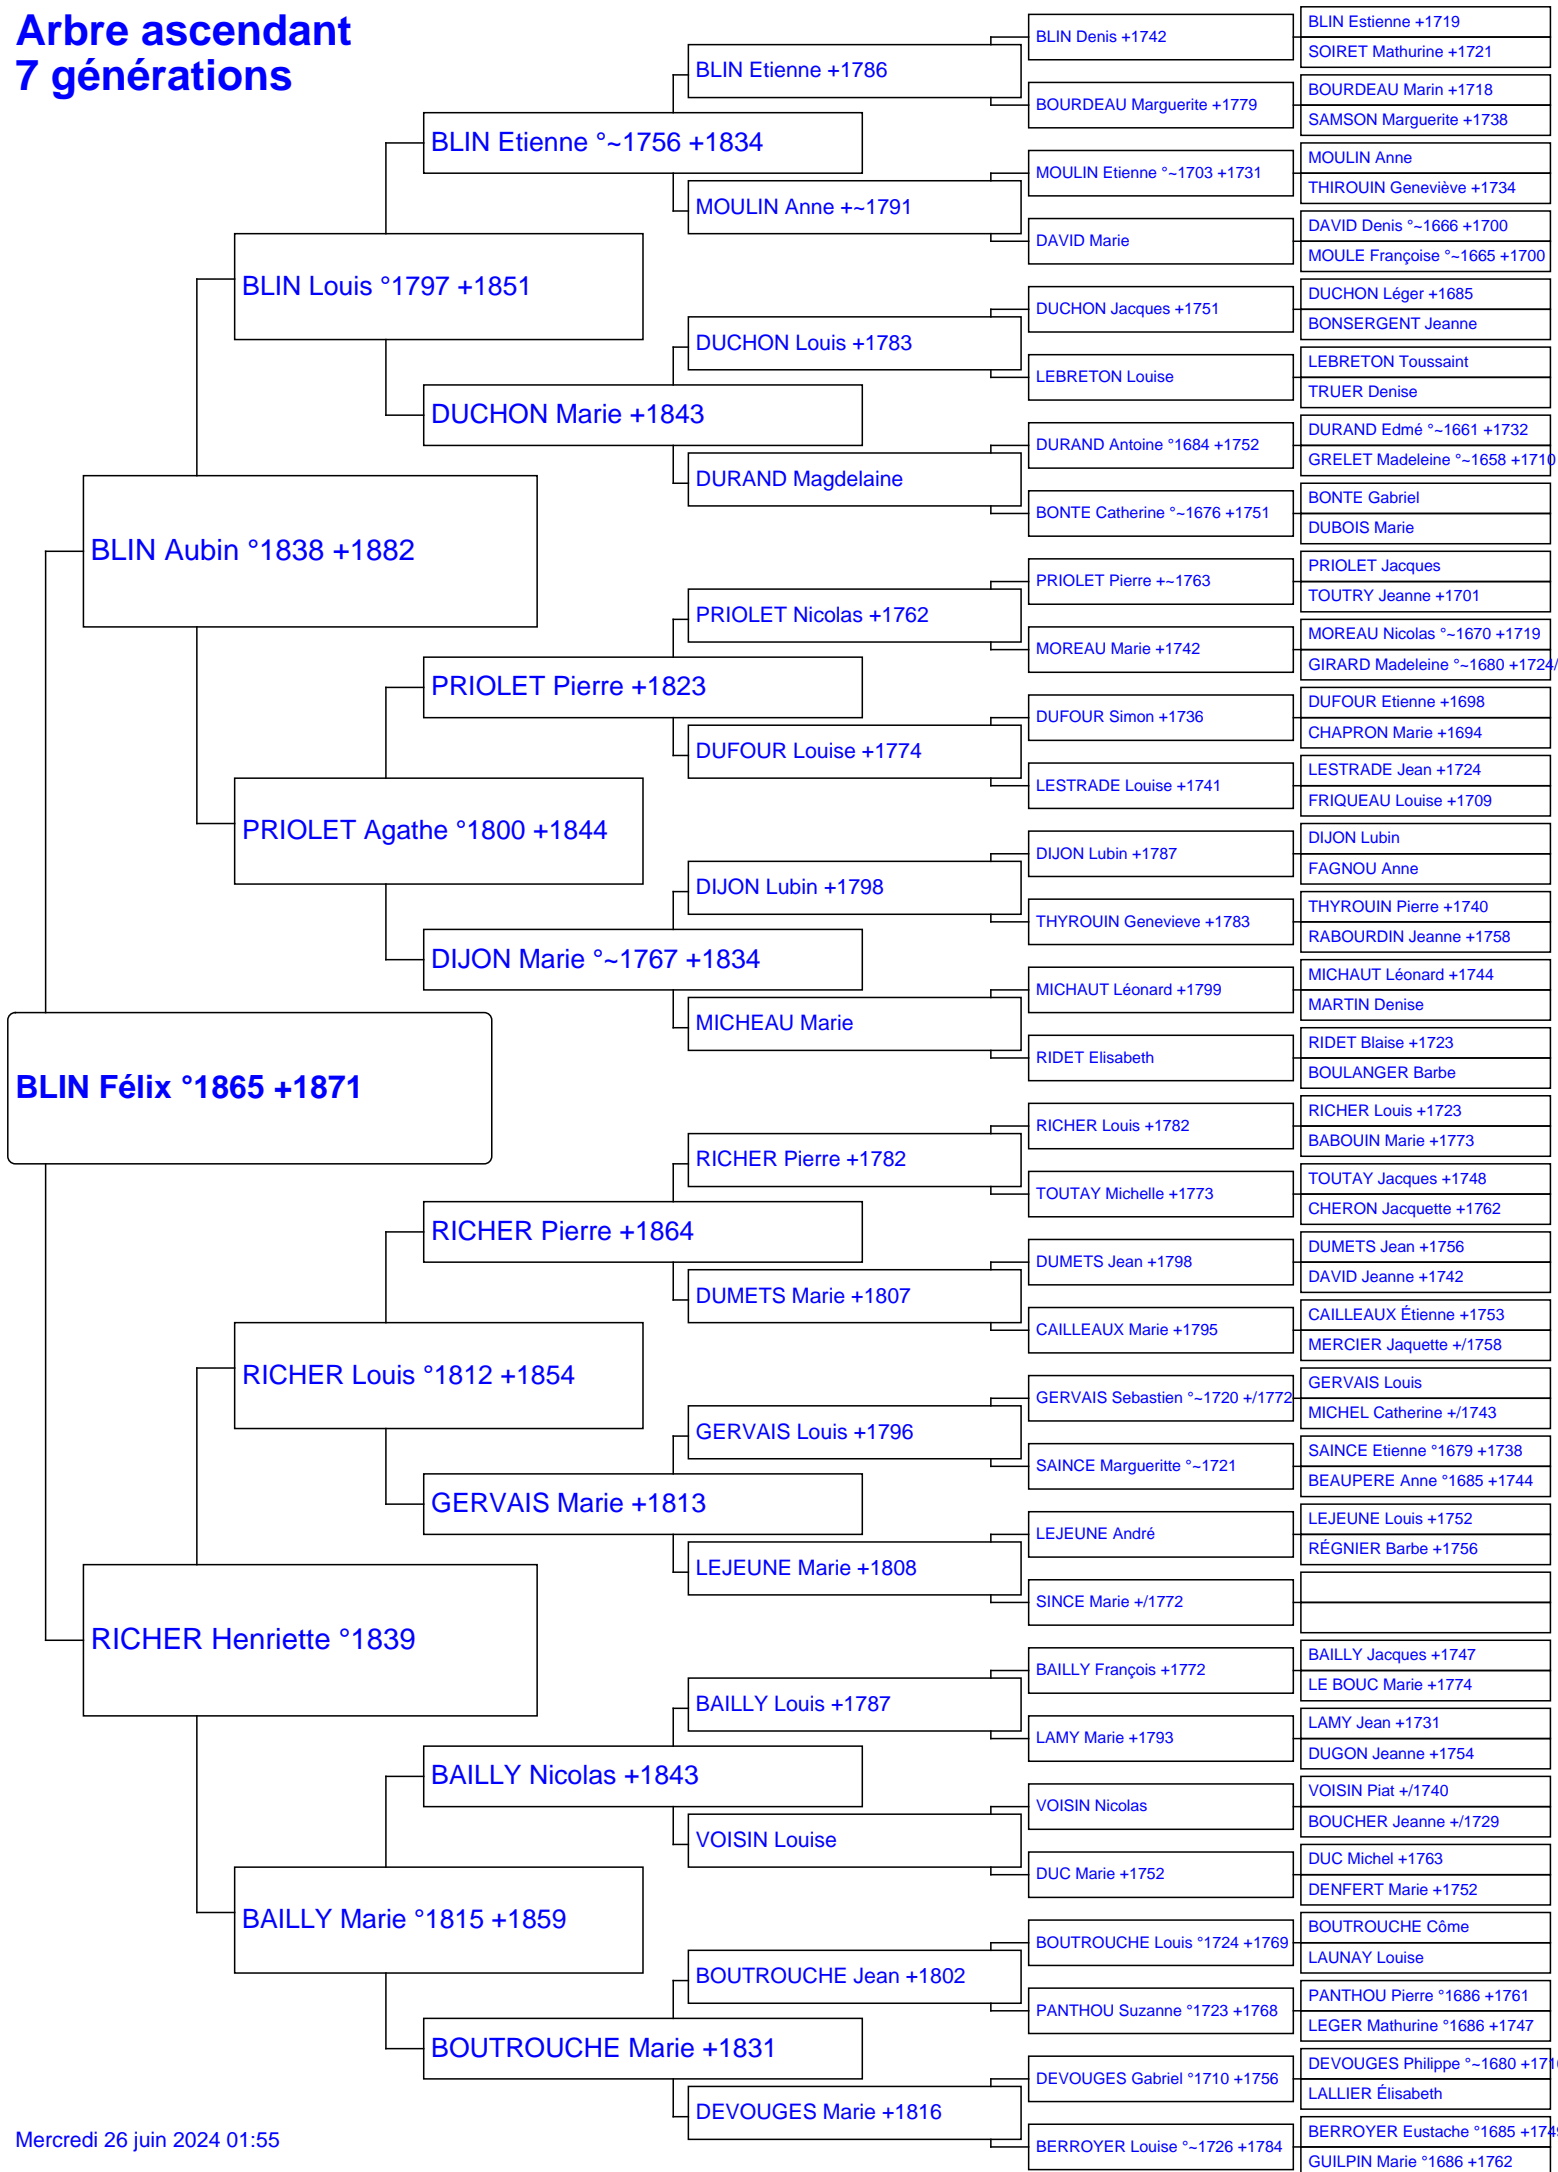 Arbre ascendant
7 générations
BLIN Félix °1865 +1871
BLIN Aubin °1838 +1882
RICHER Henriette °1839
BLIN Louis °1797 +1851
PRIOLET Agathe °1800 +1844
RICHER Louis °1812 +1854
BAILLY Marie °1815 +1859
BLIN Etienne °~1756 +1834
DUCHON Marie +1843
PRIOLET Pierre +1823
DIJON Marie °~1767 +1834
RICHER Pierre +1864
GERVAIS Marie +1813
BAILLY Nicolas +1843
BOUTROUCHE Marie +1831
BLIN Etienne +1786
MOULIN Anne +~1791
DUCHON Louis +1783
DURAND Magdelaine
PRIOLET Nicolas +1762
DUFOUR Louise +1774
DIJON Lubin +1798
MICHEAU Marie
RICHER Pierre +1782
DUMETS Marie +1807
GERVAIS Louis +1796
LEJEUNE Marie +1808
BAILLY Louis +1787
VOISIN Louise
BOUTROUCHE Jean +1802
DEVOUGES Marie +1816
BLIN Denis +1742
BOURDEAU Marguerite +1779
MOULIN Etienne °~1703 +1731
DAVID Marie
DUCHON Jacques +1751
LEBRETON Louise
DURAND Antoine °1684 +1752
BONTE Catherine °~1676 +1751
PRIOLET Pierre +~1763
MOREAU Marie +1742
DUFOUR Simon +1736
LESTRADE Louise +1741
DIJON Lubin +1787
THYROUIN Genevieve +1783
MICHAUT Léonard +1799
RIDET Elisabeth
RICHER Louis +1782
TOUTAY Michelle +1773
DUMETS Jean +1798
CAILLEAUX Marie +1795
GERVAIS Sebastien °~1720 +/1772
SAINCE Margueritte °~1721
LEJEUNE André
SINCE Marie +/1772
BAILLY François +1772
LAMY Marie +1793
VOISIN Nicolas
DUC Marie +1752
BOUTROUCHE Louis °1724 +1769
PANTHOU Suzanne °1723 +1768
DEVOUGES Gabriel °1710 +1756
BERROYER Louise °~1726 +1784
BLIN Estienne +1719
SOIRET Mathurine +1721
BOURDEAU Marin +1718
SAMSON Marguerite +1738
MOULIN Anne
THIROUIN Geneviève +1734
DAVID Denis °~1666 +1700
MOULE Françoise °~1665 +1700
DUCHON Léger +1685
BONSERGENT Jeanne
LEBRETON Toussaint
TRUER Denise
DURAND Edmé °~1661 +1732
GRELET Madeleine °~1658 +1710
BONTE Gabriel
DUBOIS Marie
PRIOLET Jacques
TOUTRY Jeanne +1701
MOREAU Nicolas °~1670 +1719
GIRARD Madeleine °~1680 +1724/
DUFOUR Etienne +1698
CHAPRON Marie +1694
LESTRADE Jean +1724
FRIQUEAU Louise +1709
DIJON Lubin
FAGNOU Anne
THYROUIN Pierre +1740
RABOURDIN Jeanne +1758
MICHAUT Léonard +1744
MARTIN Denise
RIDET Blaise +1723
BOULANGER Barbe
RICHER Louis +1723
BABOUIN Marie +1773
TOUTAY Jacques +1748
CHERON Jacquette +1762
DUMETS Jean +1756
DAVID Jeanne +1742
CAILLEAUX Étienne +1753
MERCIER Jaquette +/1758
GERVAIS Louis
MICHEL Catherine +/1743
SAINCE Etienne °1679 +1738
BEAUPERE Anne °1685 +1744
LEJEUNE Louis +1752
RÉGNIER Barbe +1756
BAILLY Jacques +1747
LE BOUC Marie +1774
LAMY Jean +1731
DUGON Jeanne +1754
VOISIN Piat +/1740
BOUCHER Jeanne +/1729
DUC Michel +1763
DENFERT Marie +1752
BOUTROUCHE Côme
LAUNAY Louise
PANTHOU Pierre °1686 +1761
LEGER Mathurine °1686 +1747
DEVOUGES Philippe °~1680
LALLIER Élisabeth
BERROYER Eustache °1685
GUILPIN Marie °1686 +1762
Mercredi 26 juin 2024 01:55